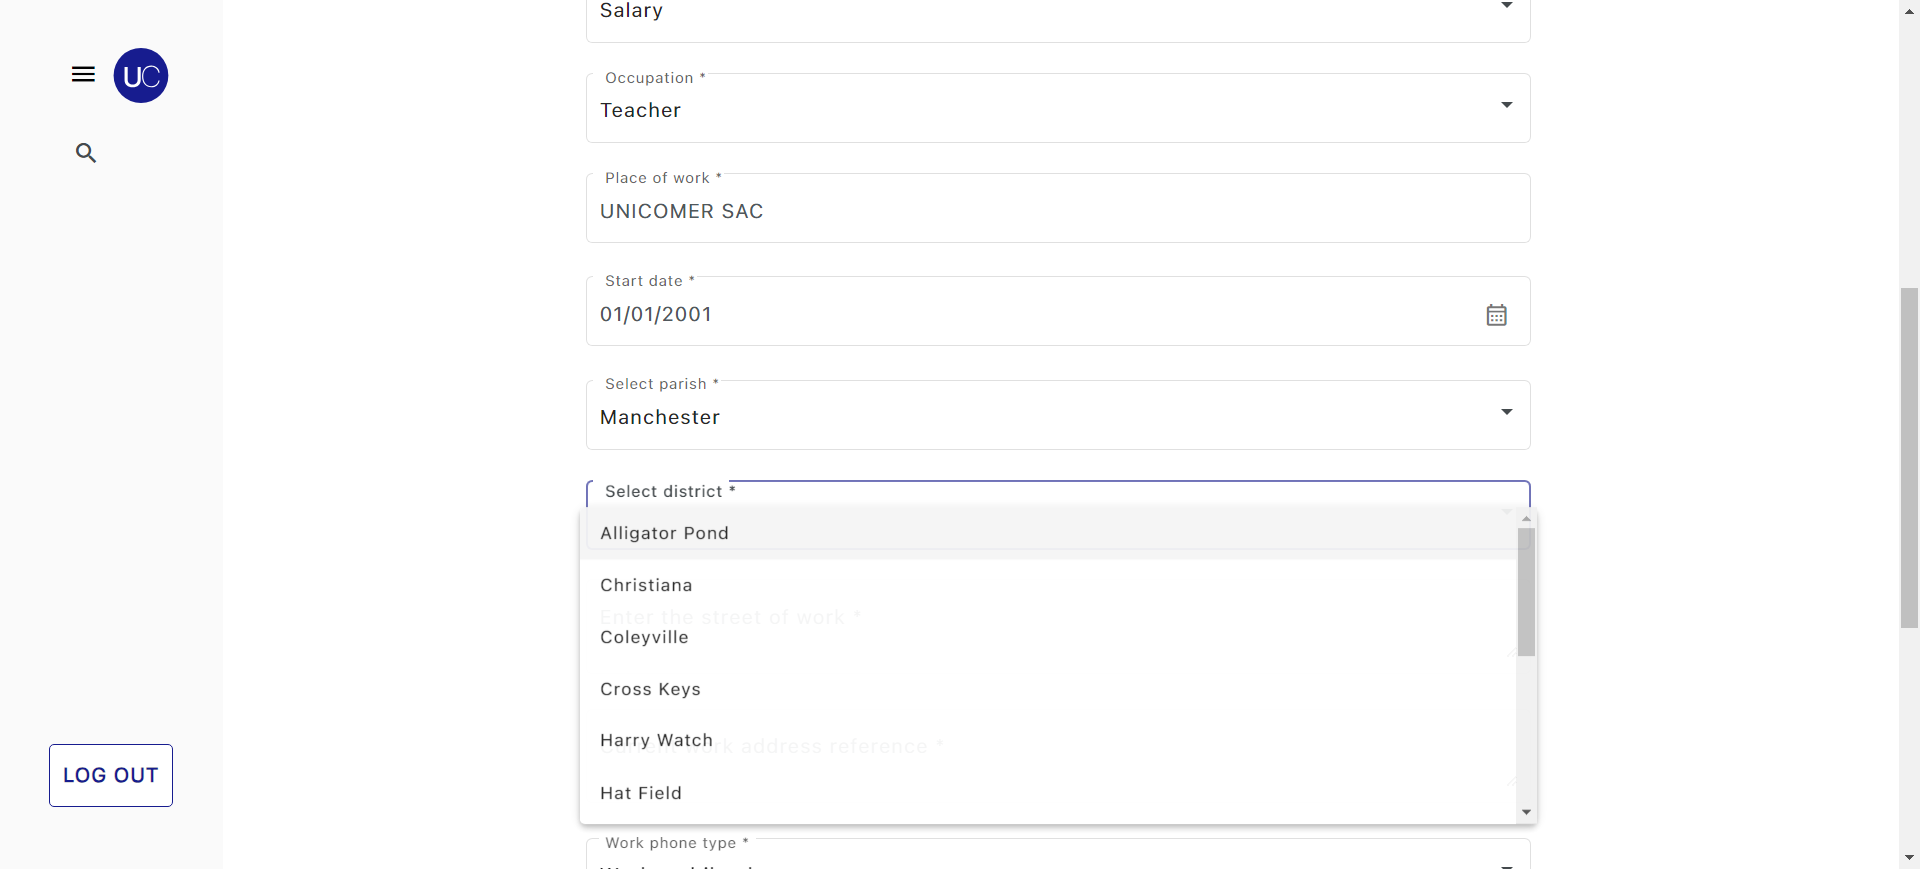 UC
LOG OUT
Salary
Occupation *
Teacher
Place of work *
UNICOMER SAC
Start date *
01/01/2001
Select parish *
Manchester
Select district *
Alligator Pond
Christiana
Enter the street of work *
Coleyville
Cross Keys
Harry Watch
address reference *
Hat Field
Work phone type *